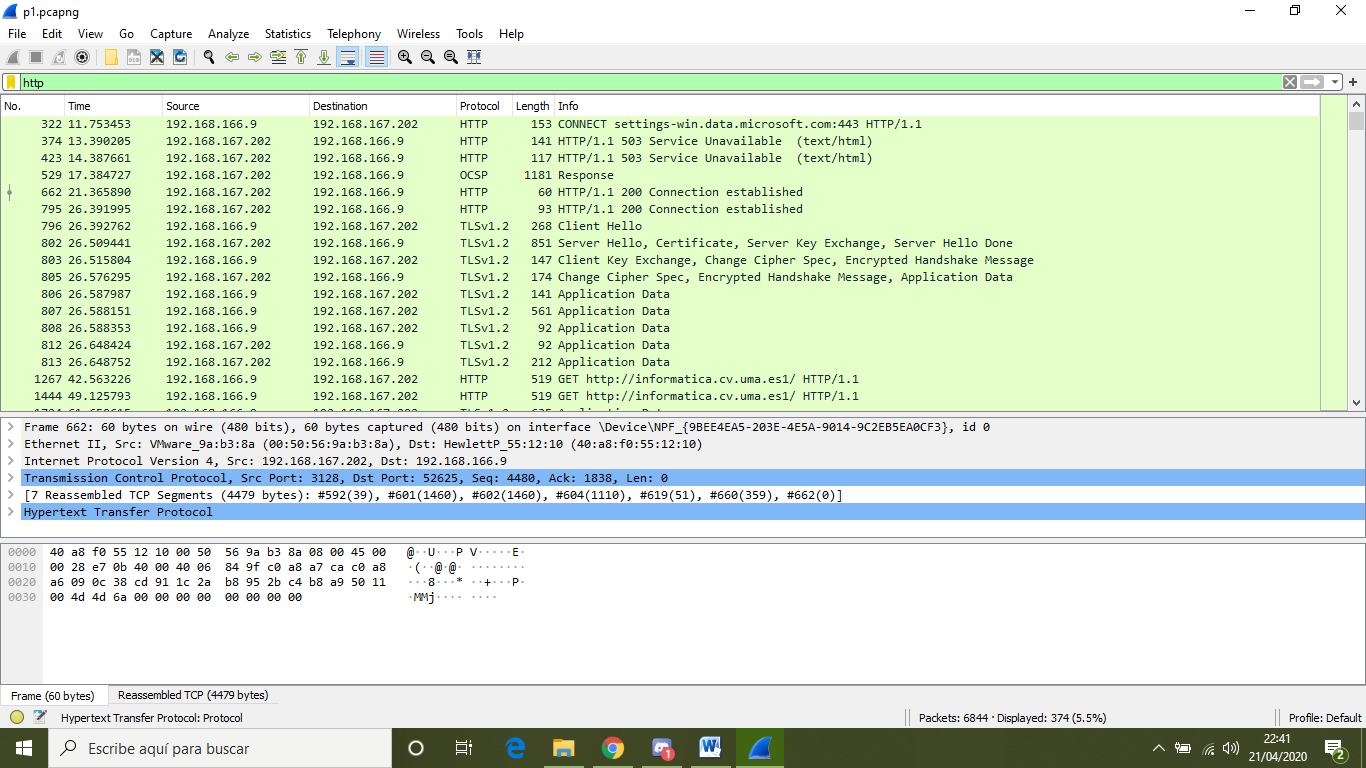 p1.pcapng
File Edit View Go Capture Analyze Statistics Telephony Wireless Tools Help
http
No. Time Source Destination Protocol Length Info
322 11.753453 192.168.166.9 192.168.167.202 HTTP 153 CONNECT settings-win.data.microsoft.com:443 HTTP/1.1
374 13.390205 192.168.167.202 192.168.166.9 HTTP 141 HTTP/1.1 503 Service Unavailable (text/html)
423 14.387661 192.168.167.202 192.168.166.9 HTTP 117 HTTP/1.1 503 Service Unavailable (text/html)
529 17.384727 192.168.167.202 192.168.166.9 OCSP 1181 Response
662 21.365890 192.168.167.202 192.168.166.9 HTTP 60 HTTP/1.1 200 Connection established
795 26.391995 192.168.167.202 192.168.166.9 HTTP 93 HTTP/1.1 200 Connection established
796 26.392762 192.168.166.9 192.168.167.202 TLSv1.2 268 Client Hello
802 26.509441 192.168.167.202 192.168.166.9 TLSv1.2 851 Server Hello, Certificate, Server Key Exchange, Server Hello Done
803 26.515804 192.168.166.9 192.168.167.202 TLSv1.2 147 Client Key Exchange, Change Cipher Spec, Encrypted Handshake Message
805 26.576295 192.168.167.202 192.168.166.9 TLSv1.2 174 Change Cipher Spec, Encrypted Handshake Message, Application Data
806 26.587987 192.168.166.9 192.168.167.202 TLSv1.2 141 Application Data
807 26.588151 192.168.166.9 192.168.167.202 TLSv1.2 561 Application Data
808 26.588353 192.168.166.9 192.168.167.202 TLSv1.2 92 Application Data
812 26.648424 192.168.167.202 192.168.166.9 TLSv1.2 92 Application Data
813 26.648752 192.168.167.202 192.168.166.9 TLSv1.2 212 Application Data
1267 42.563226 192.168.166.9 192.168.167.202 HTTP 519 GET http://informatica.cv.uma.es1/ HTTP/1.1
1444 49.125793 192.168.166.9 192.168.167.202 HTTP 519 GET http://informatica.cv.uma.es1/ HTTP/1.1
Frame 662: 60 bytes on wire (480 bits), 60 bytes captured (480 bits) on interface \Device\NPF_{9BEE4EA5-203E-4E5A-9014-9C2EB5EA0CF3}, id 0
Ethernet II, Src: VMware_9a:b3:8a (00:50:56:9a:b3:8a), Dst: HewlettP_55:12:10 (40:a8:f0:55:12:10)
Internet Protocol Version 4, Src: 192.168.167.202, Dst: 192.168.166.9
Transmission Control Protocol, Src Port: 3128, Dst Port: 52625, Seq: 4480, Ack: 1838, Len: 0
[7 Reassembled TCP Segments (4479 bytes): #592(39), #601(1460), #602(1460), #604(1110), #619(51), #660(359), #662(0)]
Hypertext Transfer Protocol
0000 40 a8 f0 55 12 10 00 50 56 9a b3 8a 08 00 45 00 @··U···P V·····E·
0010 00 28 e7 0b 40 00 40 06 84 9f c0 a8 a7 ca c0 a8 ·(··@·@· ········
0020 a6 09 0c 38 cd 91 1c 2a b8 95 2b c4 b8 a9 50 11 ···8···* ··+···P·
0030 00 4d 4d 6a 00 00 00 00 00 00 00 00 ·MMj···· ····
Frame (60 bytes) Reassembled TCP (4479 bytes)
Hypertext Transfer Protocol: Protocol Packets: 6844 · Displayed: 374 (5.5%) Profile: Default
Escribe aquí para buscar
1
22:41
21/04/2020
2